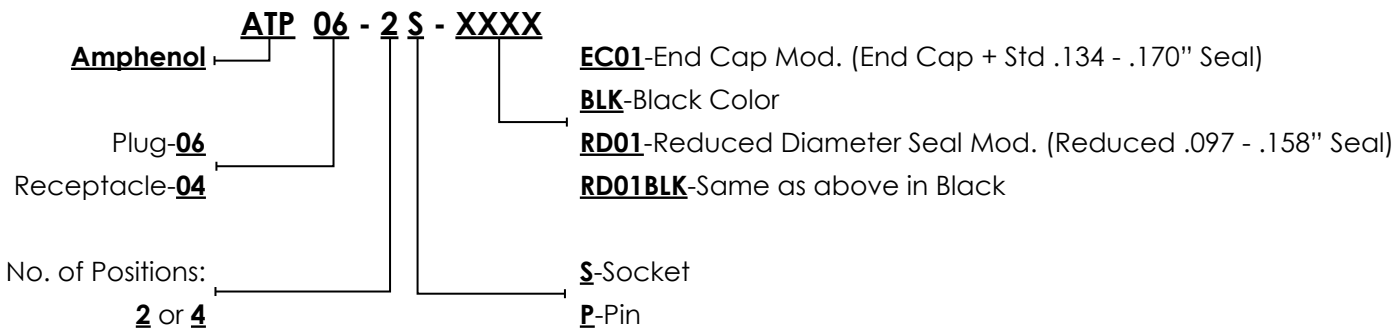 ATP 06 - 2 S - XXXX
Amphenol
EC01-End Cap Mod. (End Cap + Std .134 - .170” Seal)
BLK-Black Color
Plug-06
RD01-Reduced Diameter Seal Mod. (Reduced .097 - .158” Seal)
Receptacle-04
RD01BLK-Same as above in Black
No. of Positions:
2 or 4
S-Socket
P-Pin